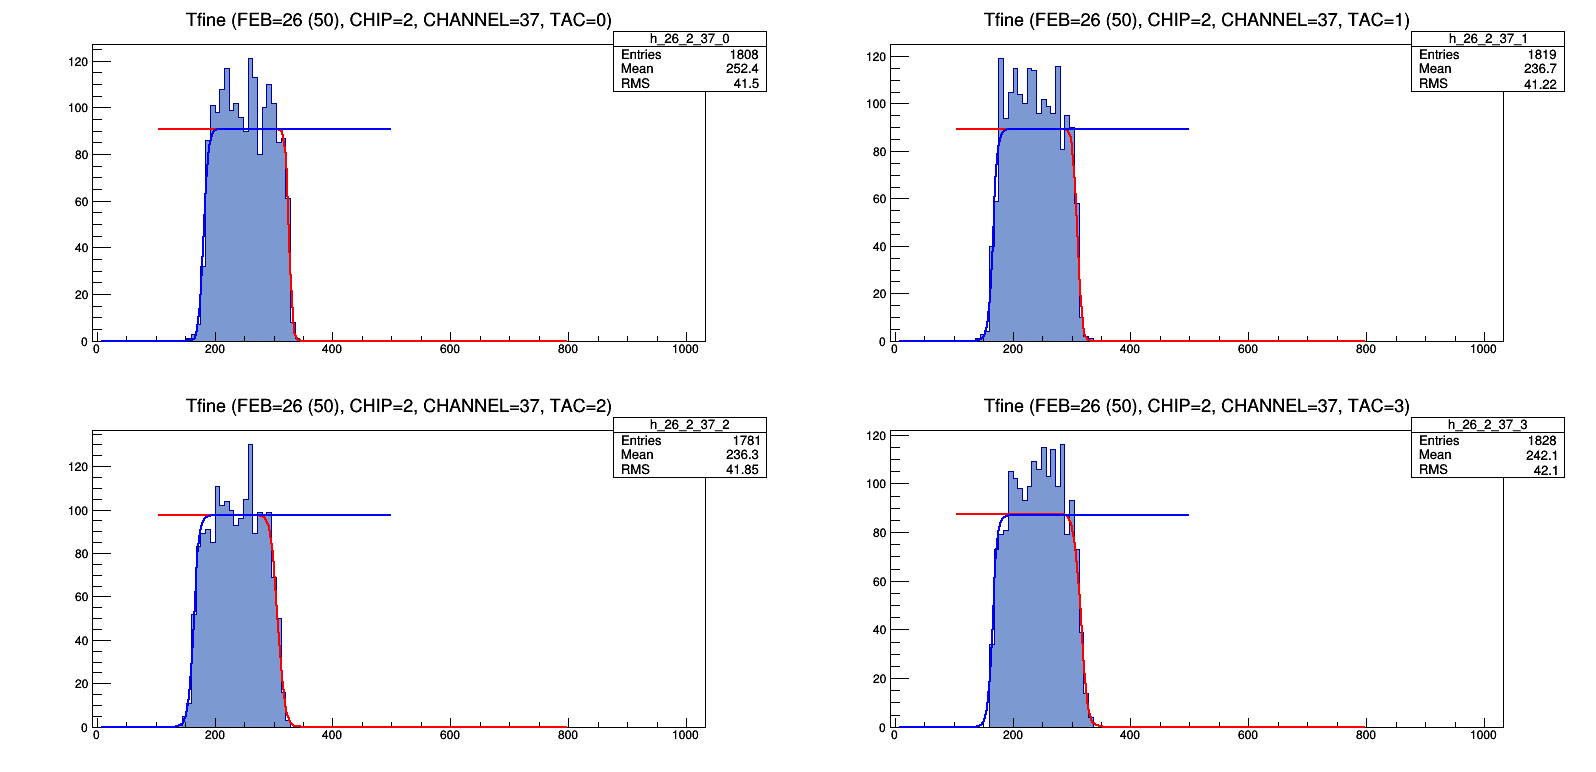 Tfine (FEB=26 (50), CHIP=2, CHANNEL=37, TAC=0)
h_26_2_37_0
Entries 1808
Mean 252.4
RMS 41.5
120
100
80
60
40
20
0
0 200 400 600 800 1000
Tfine (FEB=26 (50), CHIP=2, CHANNEL=37, TAC=1)
h_26_2_37_1
Entries 1819
Mean 236.7
RMS 41.22
120
100
80
60
40
20
0
0 200 400 600 800 1000
Tfine (FEB=26 (50), CHIP=2, CHANNEL=37, TAC=2)
h_26_2_37_2
Entries 1781
Mean 236.3
RMS 41.85
120
100
80
60
40
20
0
0 200 400 600 800 1000
Tfine (FEB=26 (50), CHIP=2, CHANNEL=37, TAC=3)
h_26_2_37_3
Entries 1828
Mean 242.1
RMS 42.1
120
100
80
60
40
20
0
0 200 400 600 800 1000